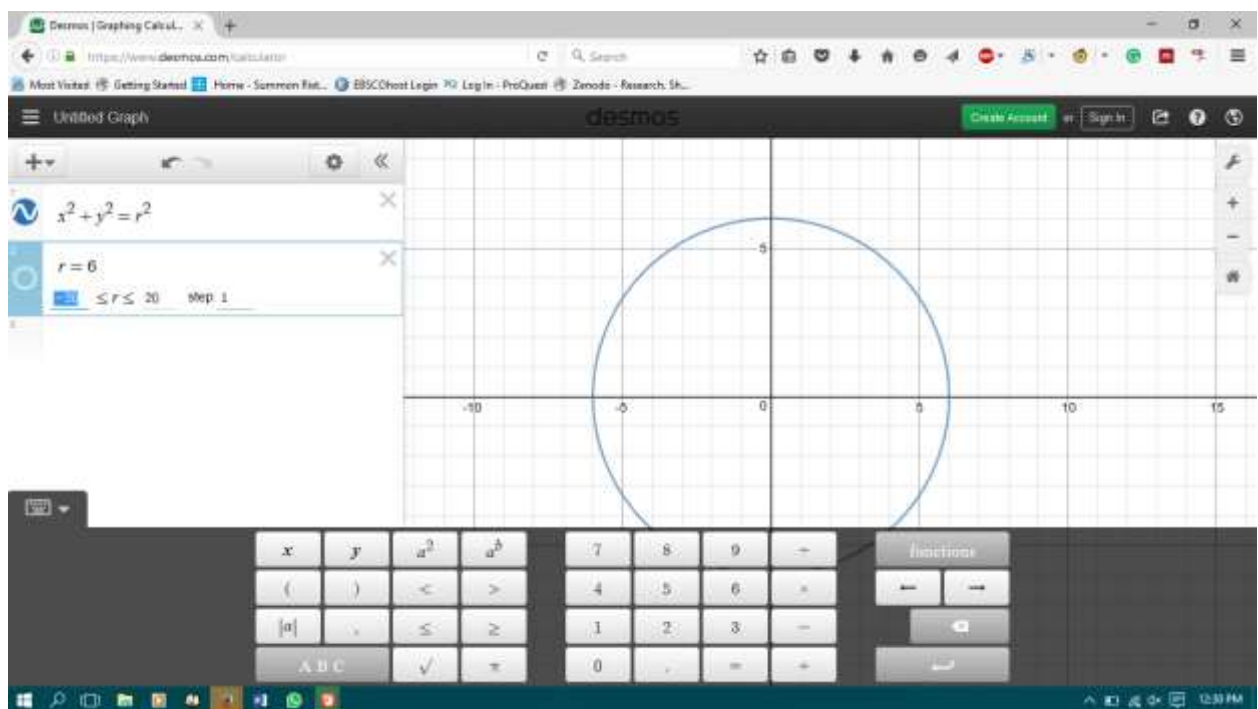 Desmos | Graphing Calcul...
https://www.desmos.com/calculator
Search
Most Visited Getting Started Home - Summon Rist... EBSCOhost Login Log In - ProQuest Zenodo - Research. Sh...
Untitled Graph desmos Create Account or Sign In
x² + y² = r²
r = 6
≤ r ≤ 20 step 1
5
-10 -5 0 5 10 15
x y a² a^b 7 8 9 ÷ functions
( ) < > 4 5 6 × ← →
|a| , ≤ ≥ 1 2 3 −
A B C √ π 0 . = +
12:33 PM